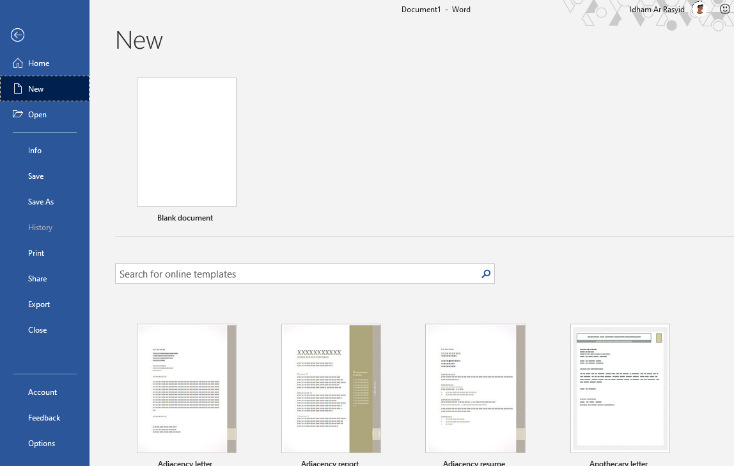 Document1 - Word
Idham Ar Rasyid
New
Home
New
Open
Info
Save
Save As
History
Print
Share
Export
Close
Account
Feedback
Options
Blank document
Search for online templates
XXXXXXXXXXX
Adjacency letter
Adjacency report
Adjacency resume
Apothecary letter